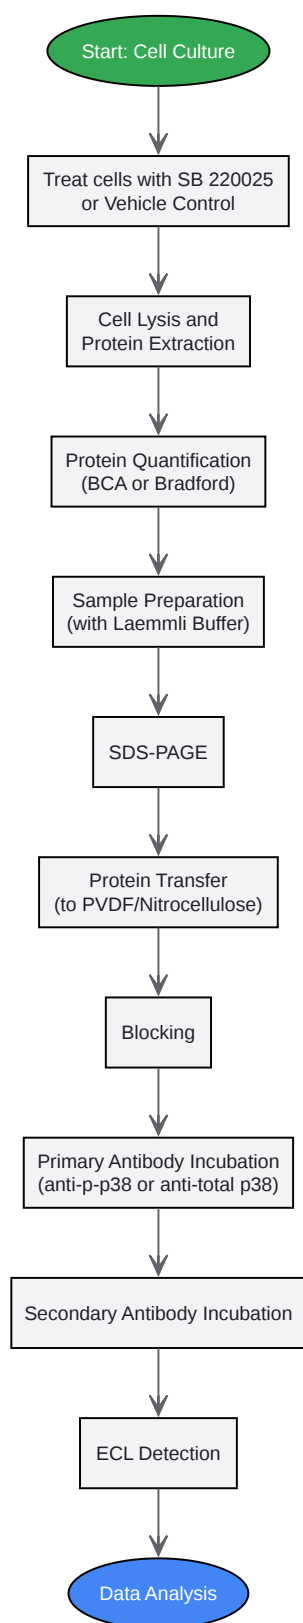 Start: Cell Culture
Treat cells with SB 220025
or Vehicle Control
Cell Lysis and
Protein Extraction
Protein Quantification
(BCA or Bradford)
Sample Preparation
(with Laemmli Buffer)
SDS-PAGE
Protein Transfer
(to PVDF/Nitrocellulose)
Blocking
Primary Antibody Incubation
(anti-p-p38 or anti-total p38)
Secondary Antibody Incubation
ECL Detection
Data Analysis